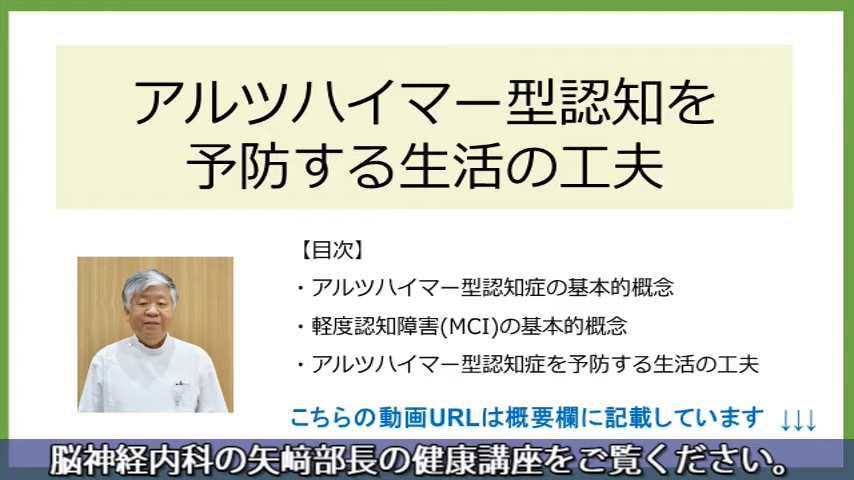 アルツハイマー型認知を
予防する生活の工夫
【目次】
・アルツハイマー型認知症の基本的概念
・軽度認知障害(MCI)の基本的概念
・アルツハイマー型認知症を予防する生活の工夫
こちらの動画URLは概要欄に記載しています ↓↓↓
脳神経内科の矢﨑部長の健康講座をご覧ください。